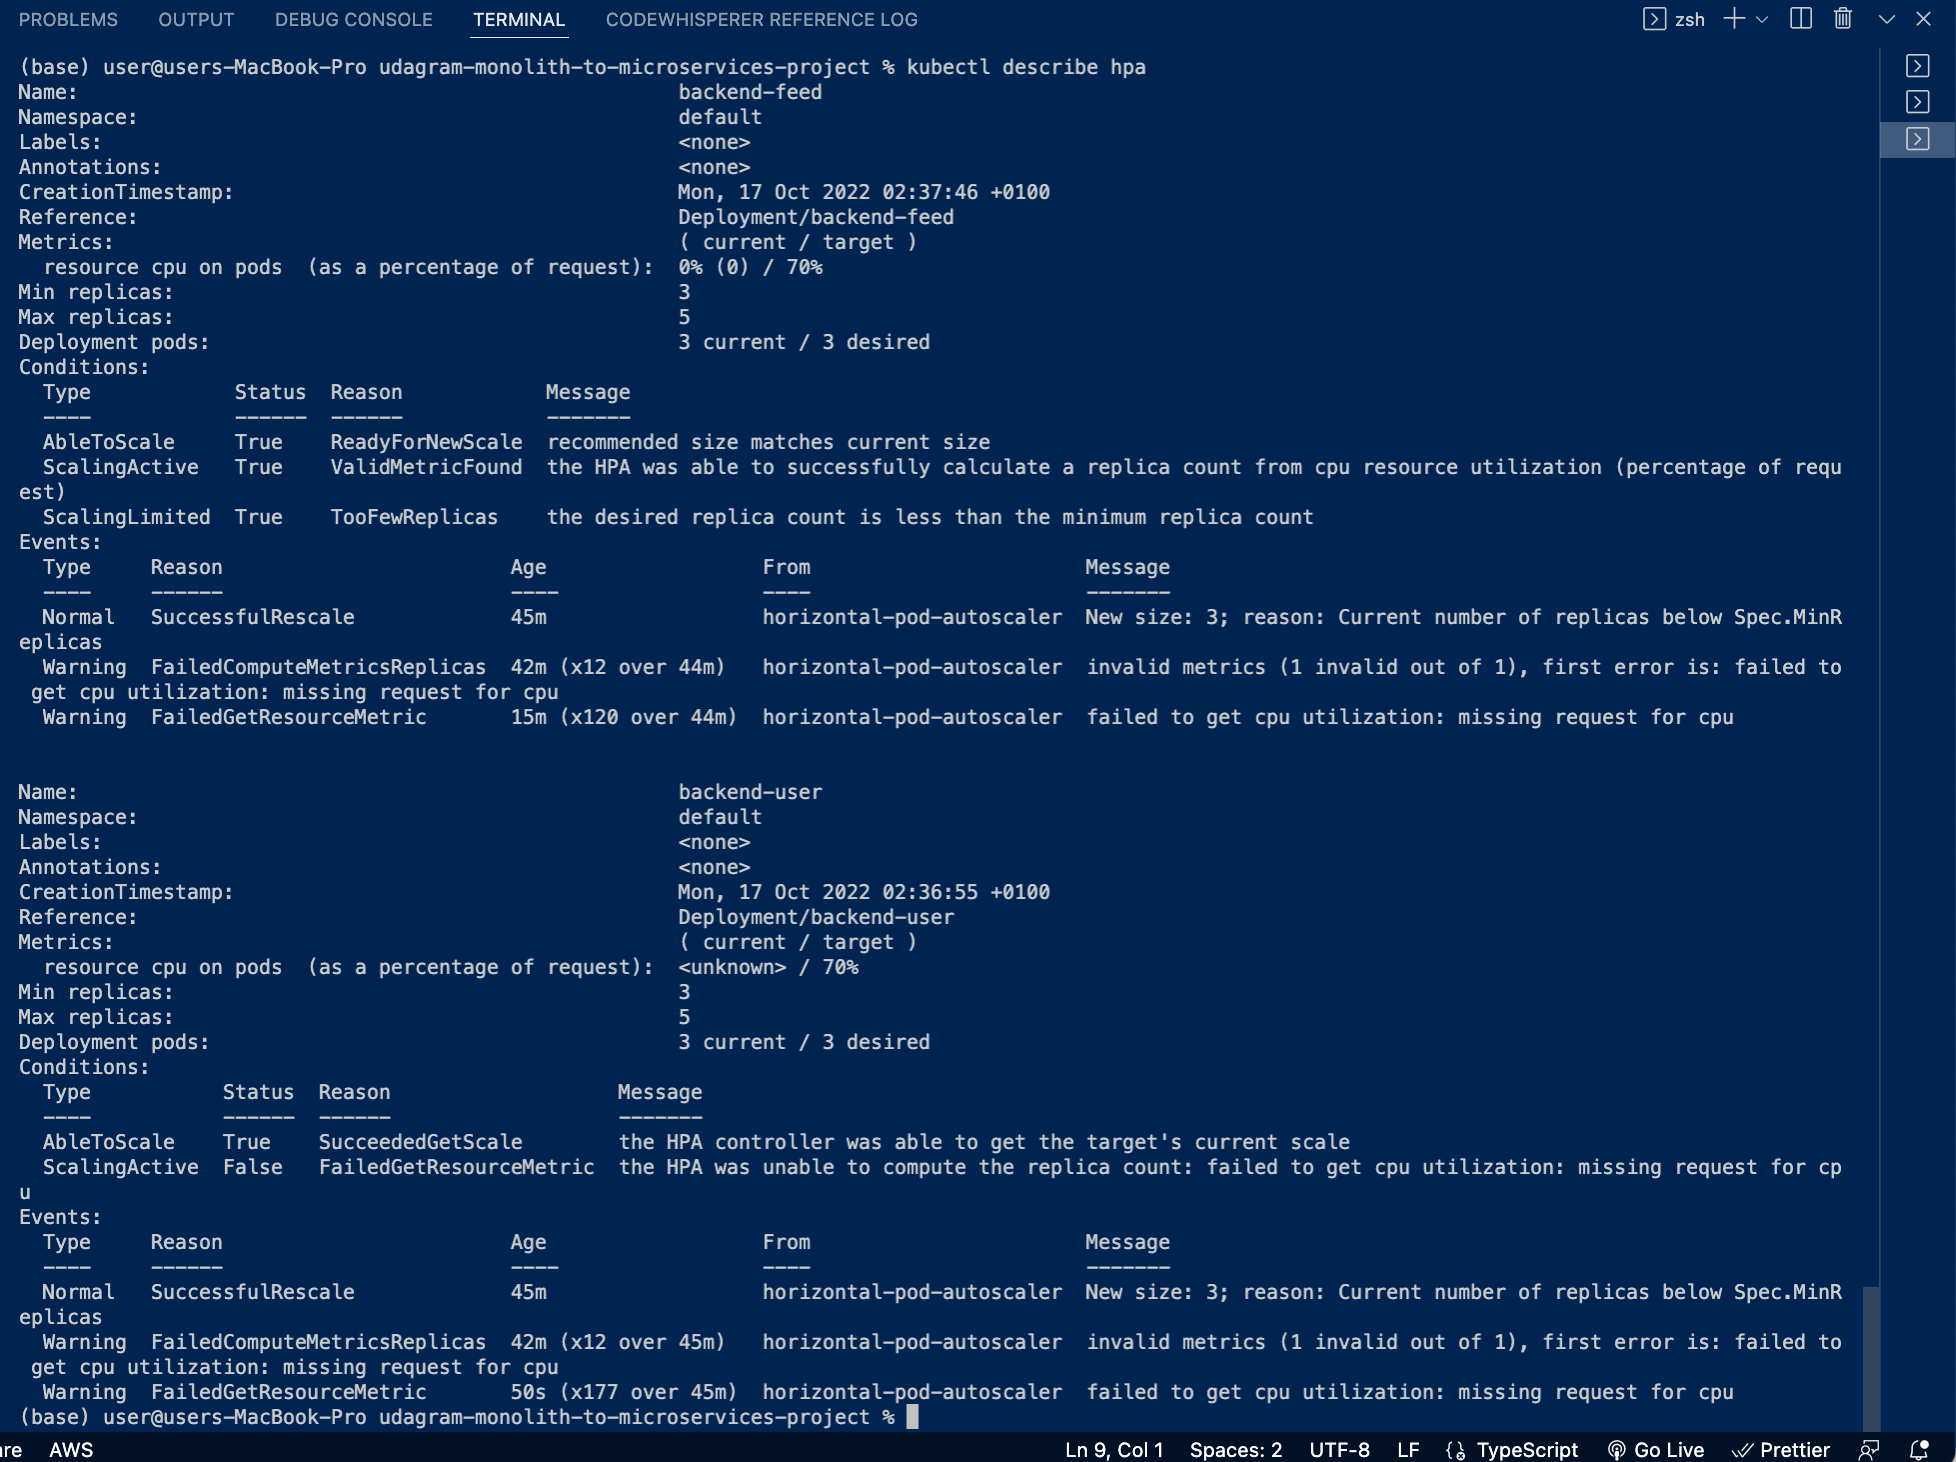 PROBLEMS OUTPUT DEBUG CONSOLE TERMINAL CODEWHISPERER REFERENCE LOG zsh
(base) user@users-MacBook-Pro udagram-monolith-to-microservices-project % kubectl describe hpa
Name: backend-feed
Namespace: default
Labels: <none>
Annotations: <none>
CreationTimestamp: Mon, 17 Oct 2022 02:37:46 +0100
Reference: Deployment/backend-feed
Metrics: ( current / target )
resource cpu on pods (as a percentage of request): 0% (0) / 70%
Min replicas: 3
Max replicas: 5
Deployment pods: 3 current / 3 desired
Conditions:
Type Status Reason Message
---- ------ ------ -------
AbleToScale True ReadyForNewScale recommended size matches current size
ScalingActive True ValidMetricFound the HPA was able to successfully calculate a replica count from cpu resource utilization (percentage of requ
est)
ScalingLimited True TooFewReplicas the desired replica count is less than the minimum replica count
Events:
Type Reason Age From Message
---- ------ ---- ---- -------
Normal SuccessfulRescale 45m horizontal-pod-autoscaler New size: 3; reason: Current number of replicas below Spec.MinR
eplicas
Warning FailedComputeMetricsReplicas 42m (x12 over 44m) horizontal-pod-autoscaler invalid metrics (1 invalid out of 1), first error is: failed to
get cpu utilization: missing request for cpu
Warning FailedGetResourceMetric 15m (x120 over 44m) horizontal-pod-autoscaler failed to get cpu utilization: missing request for cpu
Name: backend-user
Namespace: default
Labels: <none>
Annotations: <none>
CreationTimestamp: Mon, 17 Oct 2022 02:36:55 +0100
Reference: Deployment/backend-user
Metrics: ( current / target )
resource cpu on pods (as a percentage of request): <unknown> / 70%
Min replicas: 3
Max replicas: 5
Deployment pods: 3 current / 3 desired
Conditions:
Type Status Reason Message
---- ------ ------ -------
AbleToScale True SucceededGetScale the HPA controller was able to get the target's current scale
ScalingActive False FailedGetResourceMetric the HPA was unable to compute the replica count: failed to get cpu utilization: missing request for cp
u
Events:
Type Reason Age From Message
---- ------ ---- ---- -------
Normal SuccessfulRescale 45m horizontal-pod-autoscaler New size: 3; reason: Current number of replicas below Spec.MinR
eplicas
Warning FailedComputeMetricsReplicas 42m (x12 over 45m) horizontal-pod-autoscaler invalid metrics (1 invalid out of 1), first error is: failed to
get cpu utilization: missing request for cpu
Warning FailedGetResourceMetric 50s (x177 over 45m) horizontal-pod-autoscaler failed to get cpu utilization: missing request for cpu
(base) user@users-MacBook-Pro udagram-monolith-to-microservices-project %
re AWS Ln 9, Col 1 Spaces: 2 UTF-8 LF TypeScript Go Live Prettier